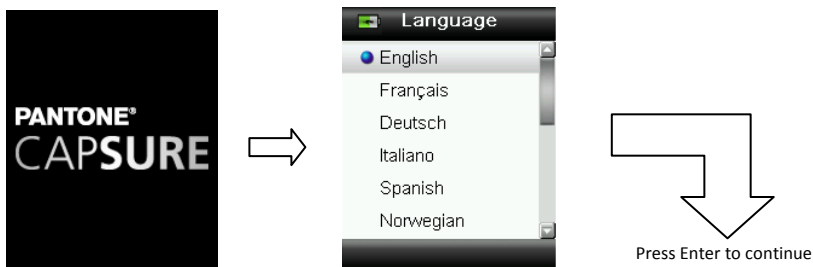 PANTONE®
CAPSURE
Language
English
Français
Deutsch
Italiano
Spanish
Norwegian
Press Enter to continue